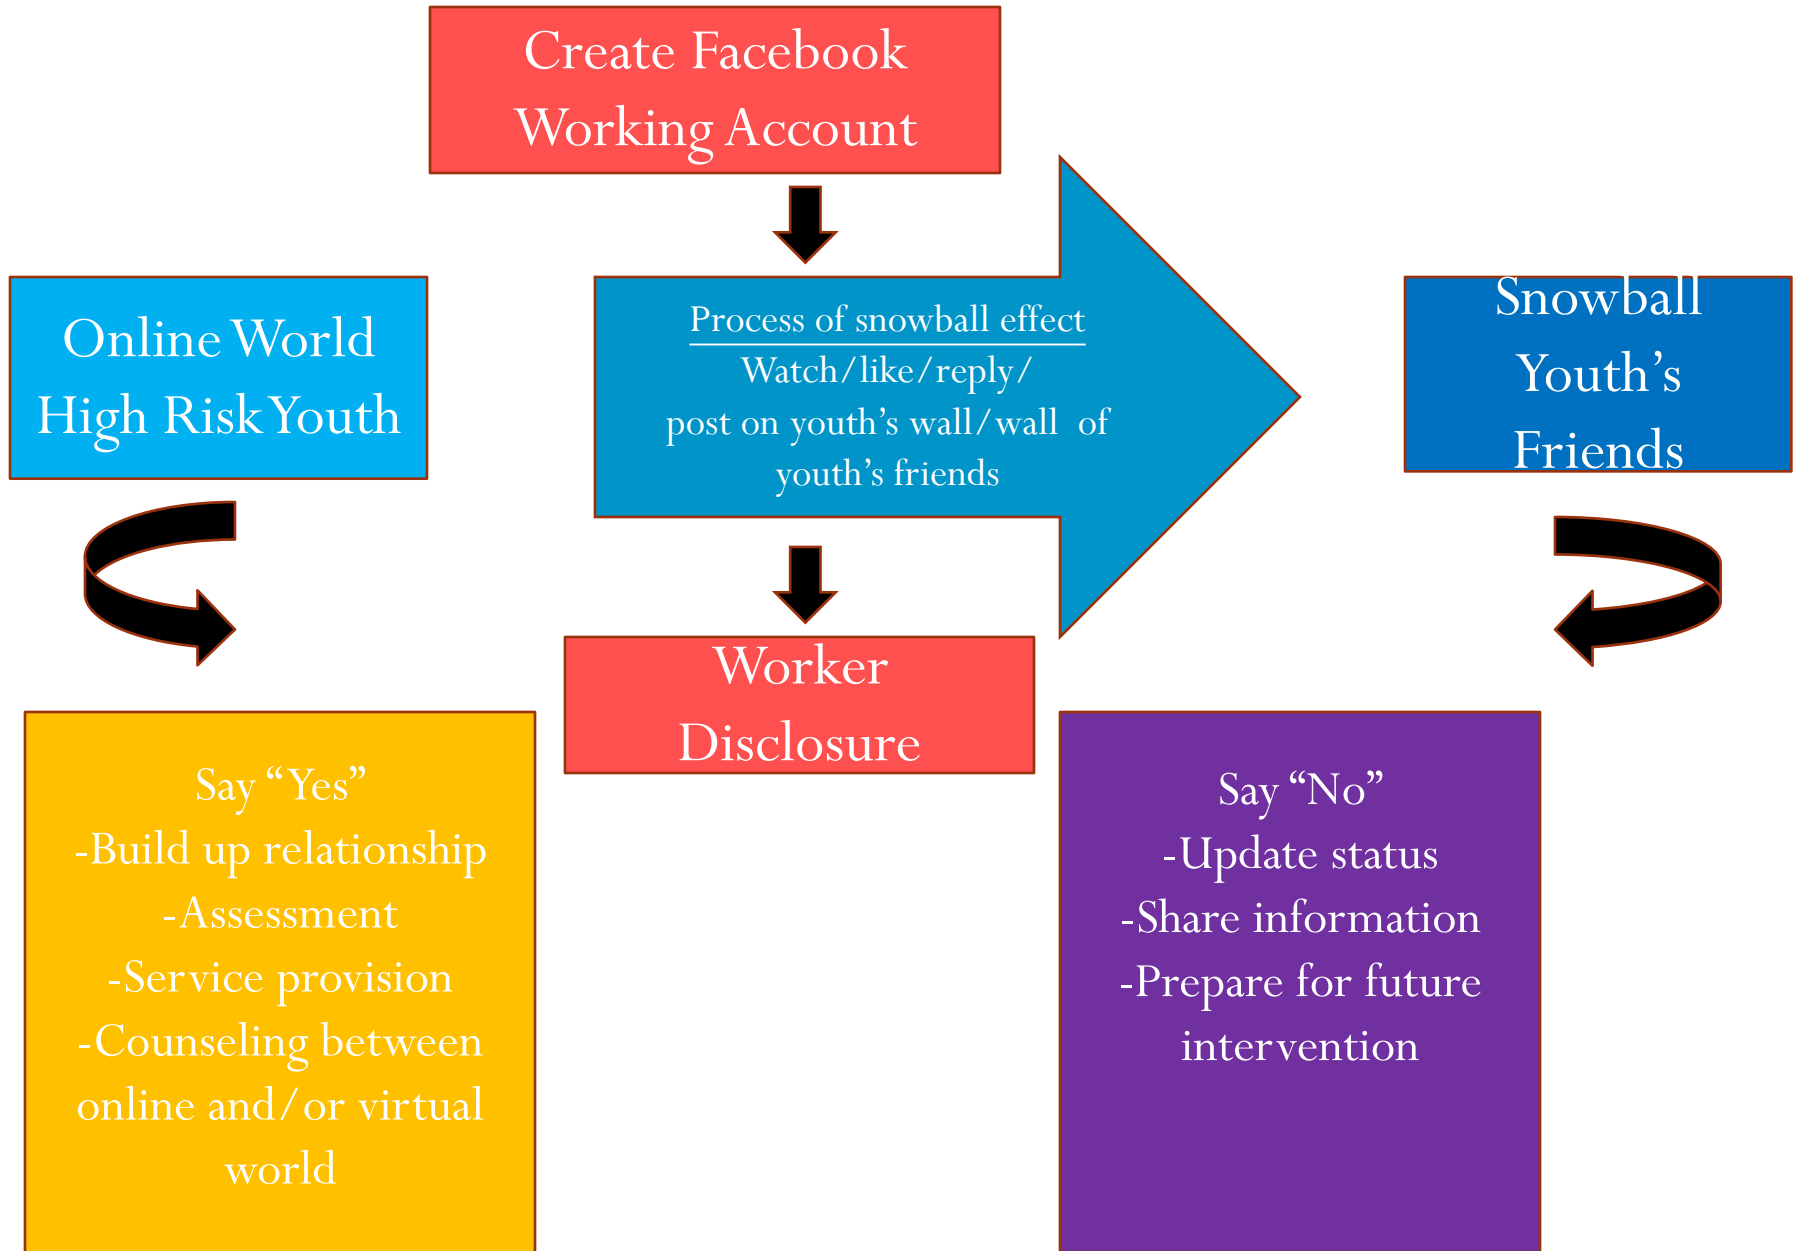 Create Facebook
Working Account
Online World
High Risk Youth
Process of snowball effect
Watch/like/reply/
post on youth’s wall/wall of
youth’s friends
Snowball
Youth’s
Friends
Worker
Disclosure
Say “Yes”
-Build up relationship
-Assessment
-Service provision
-Counseling between
online and/or virtual
world
Say “No”
-Update status
-Share information
-Prepare for future
intervention